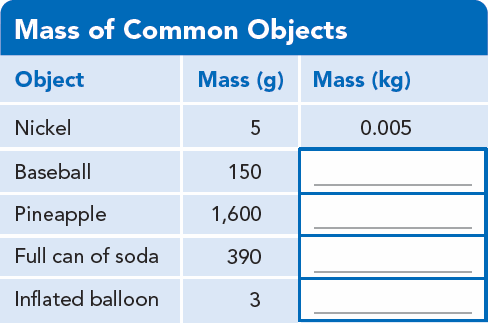 Mass of Common Objects
Object Mass (g) Mass (kg)
Nickel 5 0.005
Baseball 150
Pineapple 1,600
Full can of soda 390
Inflated balloon 3